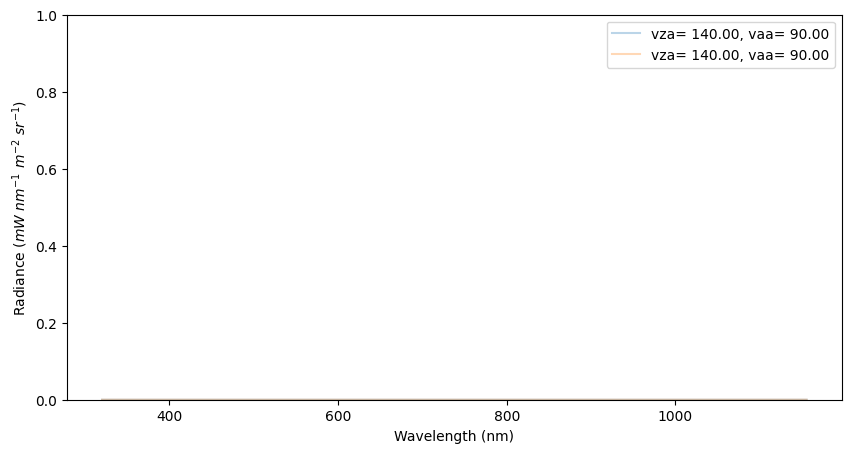 1.0
0.8
0.6
0.4
0.2
0.0
400 600 800 1000
Wavelength (nm)
Radiance (mW nm⁻¹ m⁻² sr⁻¹)
vza= 140.00, vaa= 90.00
vza= 140.00, vaa= 90.00